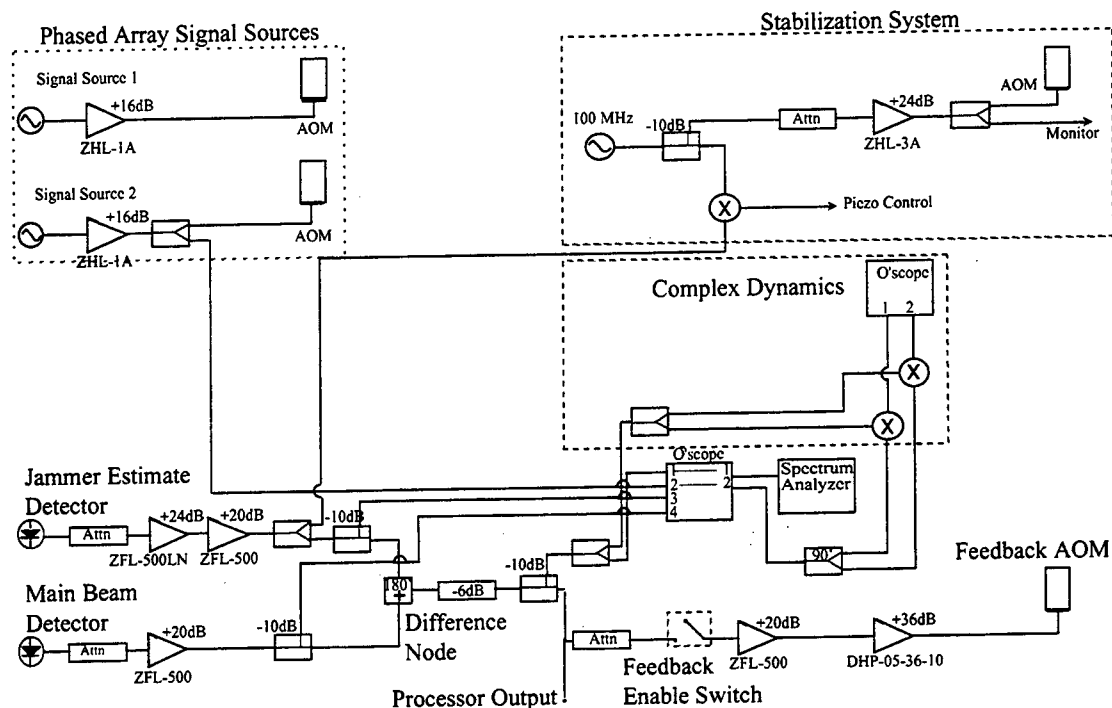 Phased Array Signal Sources
Signal Source 1
+16dB
ZHL-1A
AOM
Signal Source 2
+16dB
ZHL-1A
AOM
Stabilization System
100 MHz
-10dB
Attn
+24dB
ZHL-3A
AOM
Monitor
X
Piezo Control
Complex Dynamics
O'scope
1 2
X
X
O'scope
1
2
3
4
1
2
Spectrum
Analyzer
90°
Jammer Estimate
Detector
Attn
+24dB
ZFL-500LN
+20dB
ZFL-500
-10dB
Main Beam
Detector
Attn
+20dB
ZFL-500
-10dB
180
Difference
Node
-6dB
-10dB
Processor Output
Attn
Feedback
Enable Switch
+20dB
ZFL-500
+36dB
DHP-05-36-10
Feedback AOM